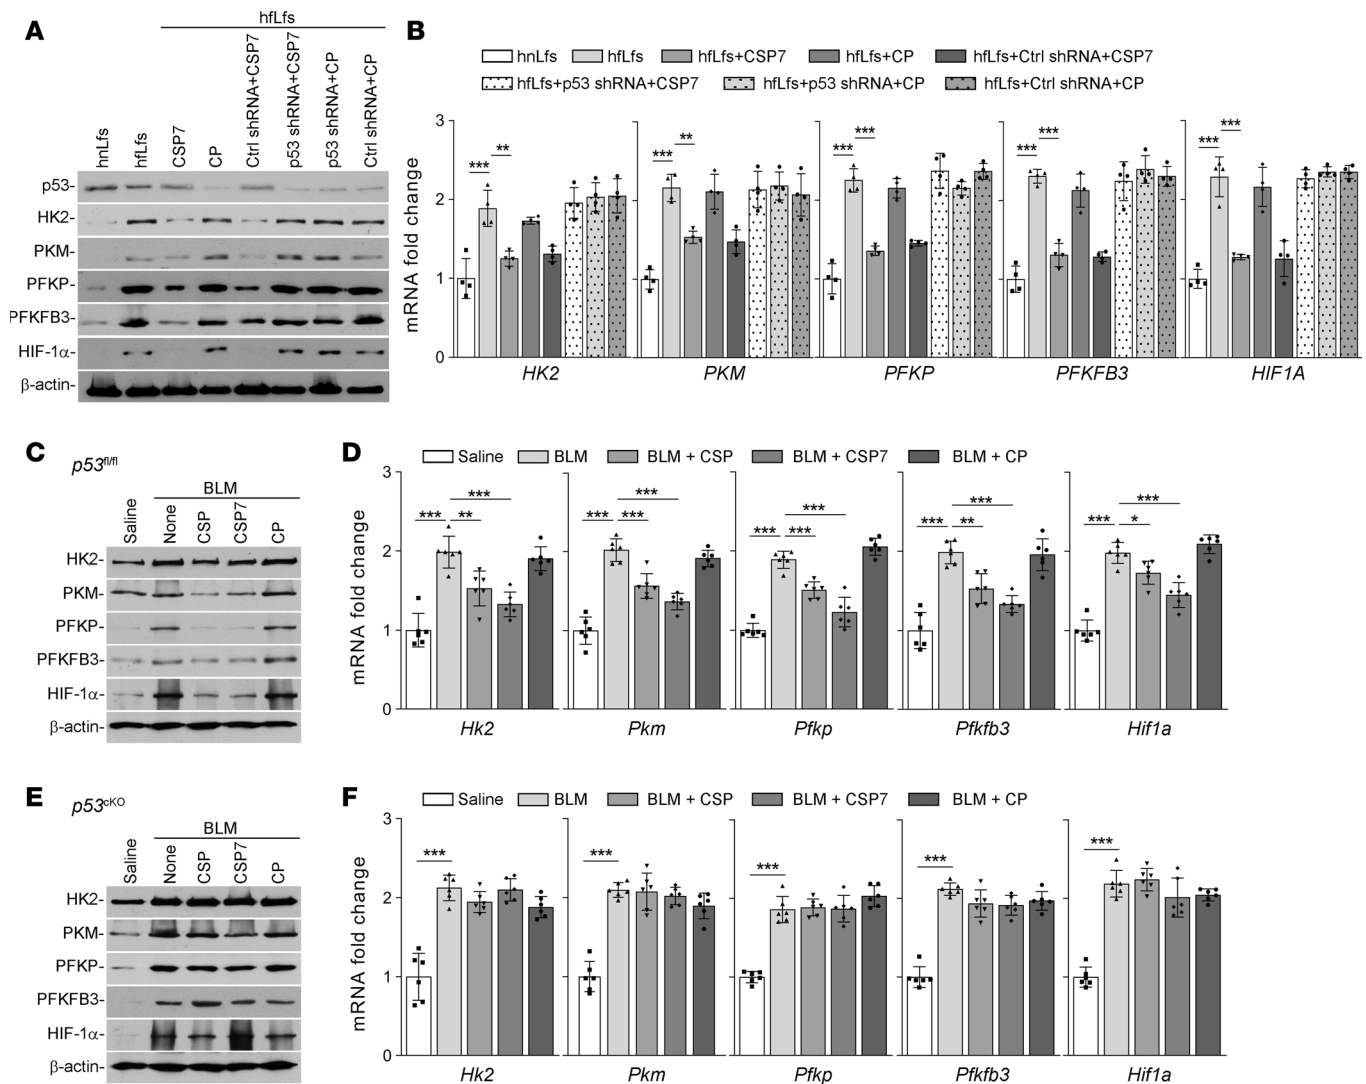 A
hfLfs
hnLfs
hfLfs
CSP7
CP
Ctrl shRNA+CSP7
p53 shRNA+CSP7
p53 shRNA+CP
Ctrl shRNA+CP
p53-
HK2-
PKM-
PFKP-
PFKFB3-
HIF-1α-
β-actin-
B
hnLfs hfLfs hfLfs+CSP7 hfLfs+CP hfLfs+Ctrl shRNA+CSP7
hfLfs+p53 shRNA+CSP7 hfLfs+p53 shRNA+CP hfLfs+Ctrl shRNA+CP
mRNA fold change
3
2
1
0
*** ** *** ** *** *** *** *** *** ***
HK2 PKM PFKP PFKFB3 HIF1A
C
p53fl/fl
BLM
Saline
None
CSP
CSP7
CP
HK2-
PKM-
PFKP-
PFKFB3-
HIF-1α-
β-actin-
D
Saline BLM BLM + CSP BLM + CSP7 BLM + CP
mRNA fold change
3
2
1
0
*** *** *** *** ***
*** ** *** *** *** *** *** ** *** *
Hk2 Pkm Pfkp Pfkfb3 Hif1a
E
p53cKO
BLM
Saline
None
CSP
CSP7
CP
HK2-
PKM-
PFKP-
PFKFB3-
HIF-1α-
β-actin-
F
Saline BLM BLM + CSP BLM + CSP7 BLM + CP
mRNA fold change
3
2
1
0
*** *** *** *** ***
Hk2 Pkm Pfkp Pfkfb3 Hif1a